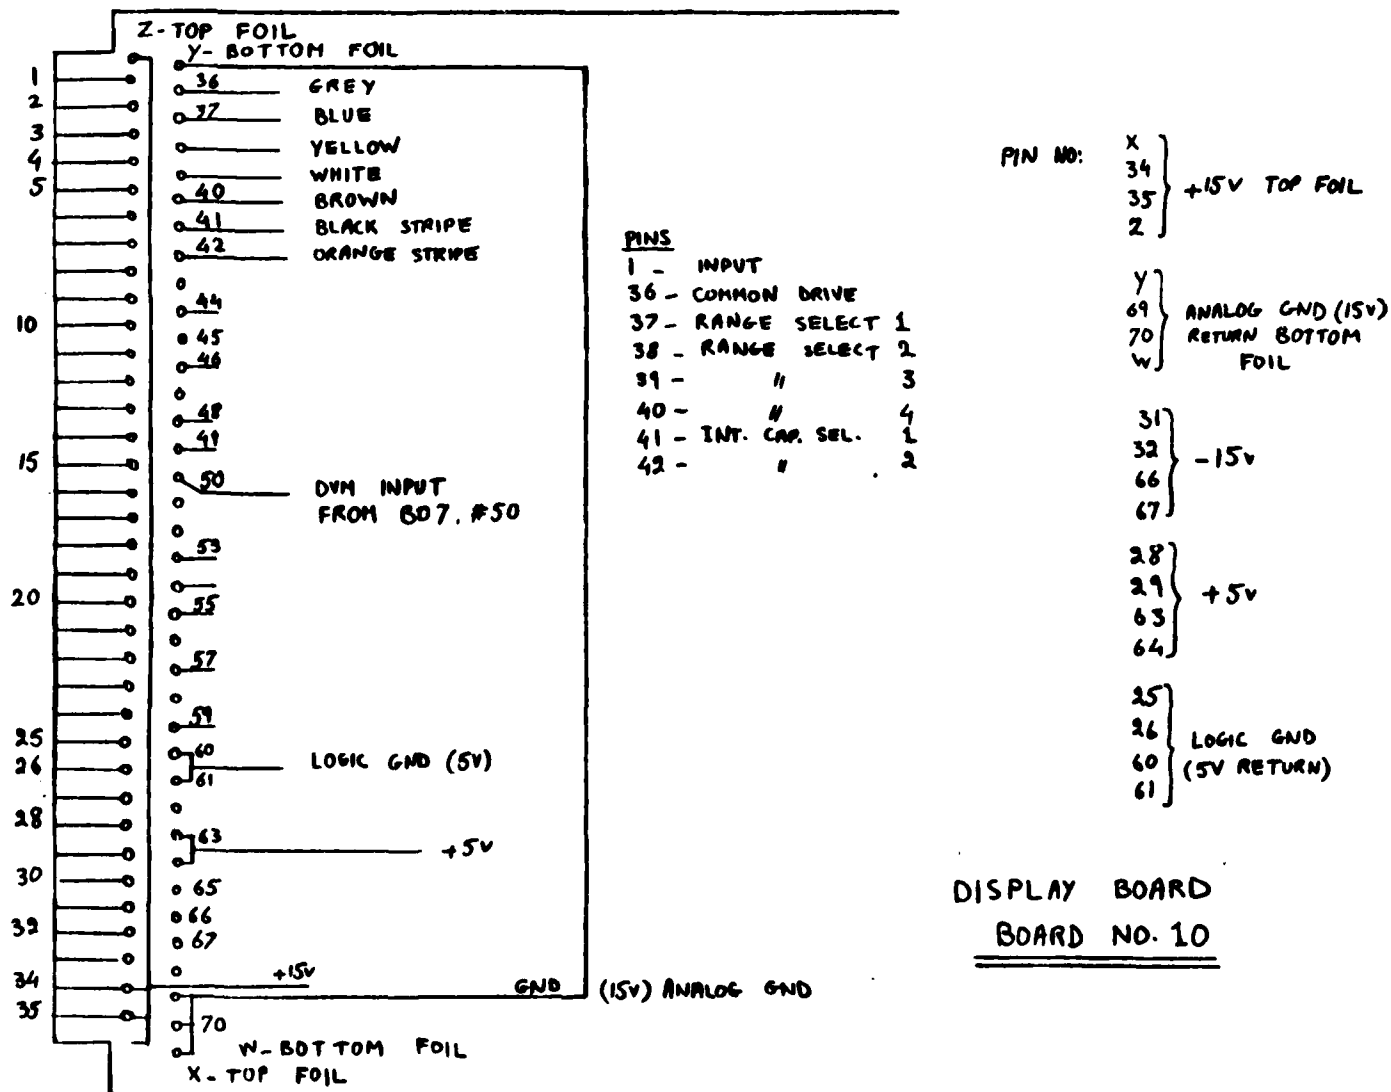 Z-TOP FOIL
Y-BOTTOM FOIL
1
2
3
4
5
10
15
20
25
26
28
30
32
34
35
36 GREY
37 BLUE
YELLOW
WHITE
40 BROWN
41 BLACK STRIPE
42 ORANGE STRIPE
44
45
46
48
49
50 DVM INPUT
FROM BD7, #50
53
55
57
59
60
61
LOGIC GND (5V)
63
+5V
65
66
67
+15V
GND (15V) ANALOG GND
70
W-BOTTOM FOIL
X-TOP FOIL
PINS
1 - INPUT
36 - COMMON DRIVE
37 - RANGE SELECT 1
38 - RANGE SELECT 2
39 - " 3
40 - " 4
41 - INT. CAP. SEL. 1
42 - " 2
PIN NO:
X
34
35
Z
+15V TOP FOIL
Y
69
70
W
ANALOG GND (15V)
RETURN BOTTOM
FOIL
31
32
66
67
-15V
28
29
63
64
+5V
25
26
60
61
LOGIC GND
(5V RETURN)
DISPLAY BOARD
BOARD NO. 10